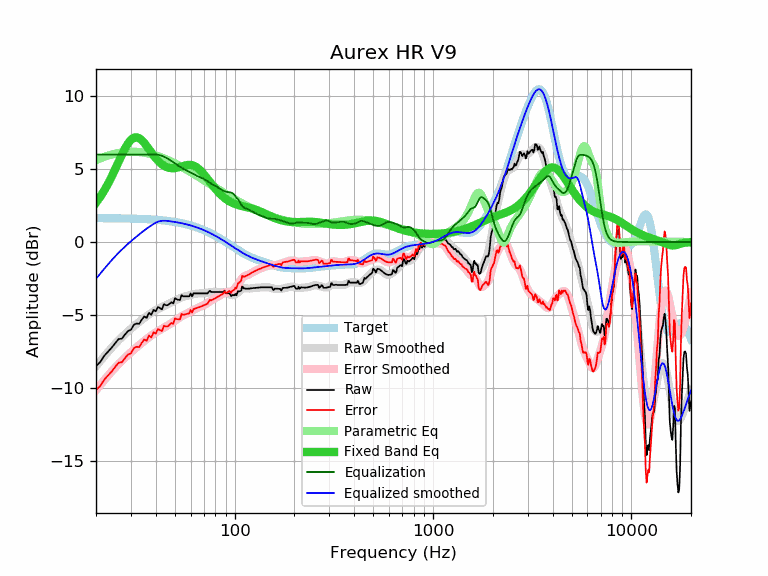 Aurex HR V9
10
5
0
−5
−10
−15
Amplitude (dBr)
Target
Raw Smoothed
Error Smoothed
Raw
Error
Parametric Eq
Fixed Band Eq
Equalization
Equalized smoothed
100
1000
10000
Frequency (Hz)